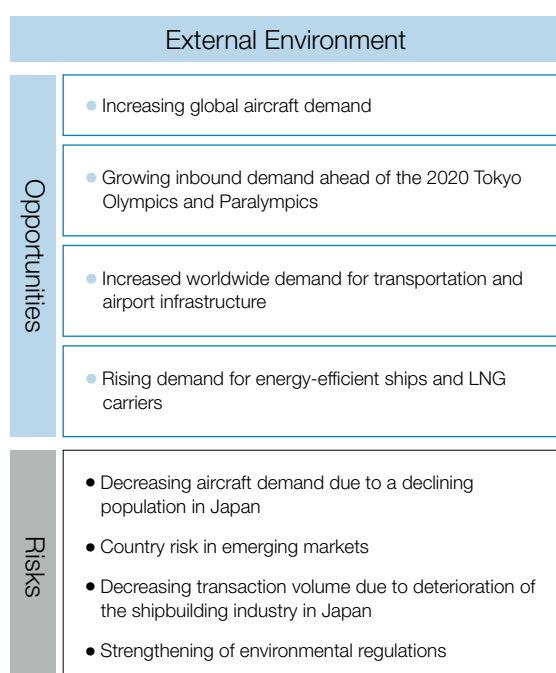 External Environment
Opportunities
● Increasing global aircraft demand
● Growing inbound demand ahead of the 2020 Tokyo
Olympics and Paralympics
● Increased worldwide demand for transportation and
airport infrastructure
● Rising demand for energy-efficient ships and LNG
carriers
Risks
● Decreasing aircraft demand due to a declining
population in Japan
● Country risk in emerging markets
● Decreasing transaction volume due to deterioration of
the shipbuilding industry in Japan
● Strengthening of environmental regulations